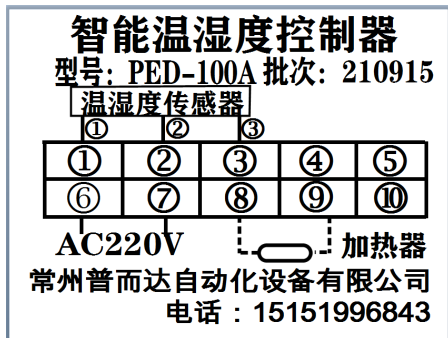 智能温湿度控制器
型号: PED-100A 批次: 210915
温湿度传感器
① ② ③
① ② ③ ④ ⑤
⑥ ⑦ ⑧ ⑨ ⑩
AC220V 加热器
常州普而达自动化设备有限公司
电话：15151996843